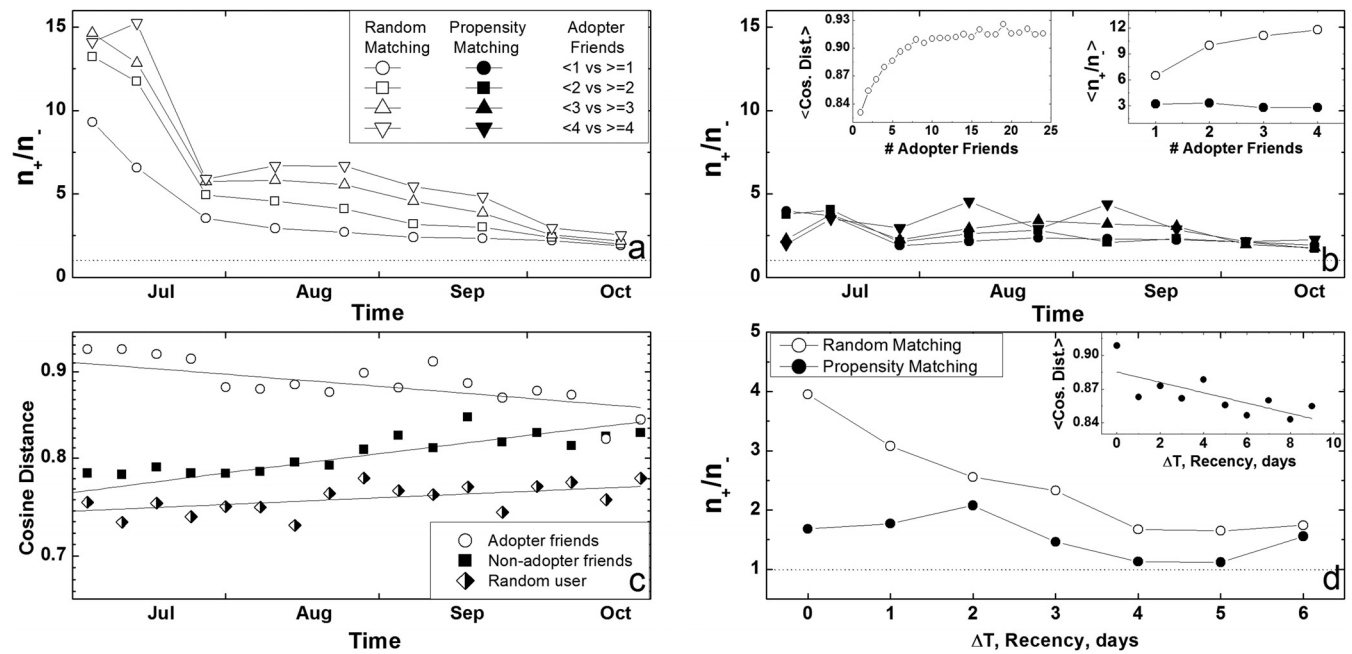 15
10
5
0
n+/n-
Random Matching
Propensity Matching
Adopter Friends
<1 vs >=1
<2 vs >=2
<3 vs >=3
<4 vs >=4
a
Jul
Aug
Sep
Oct
Time
15
10
5
0
n+/n-
0.93
0.90
0.87
0.84
<Cos. Dist.>
0
5
10
15
20
25
# Adopter Friends
12
9
6
3
<n+/n->
1
2
3
4
# Adopter Friends
b
Jul
Aug
Sep
Oct
Time
0.9
0.8
0.7
Cosine Distance
Adopter friends
Non-adopter friends
Random user
c
Jul
Aug
Sep
Oct
Time
5
4
3
2
1
n+/n-
Random Matching
Propensity Matching
0.90
0.87
0.84
<Cos. Dist.>
0
2
4
6
8
10
ΔT, Recency, days
d
0
1
2
3
4
5
6
ΔT, Recency, days